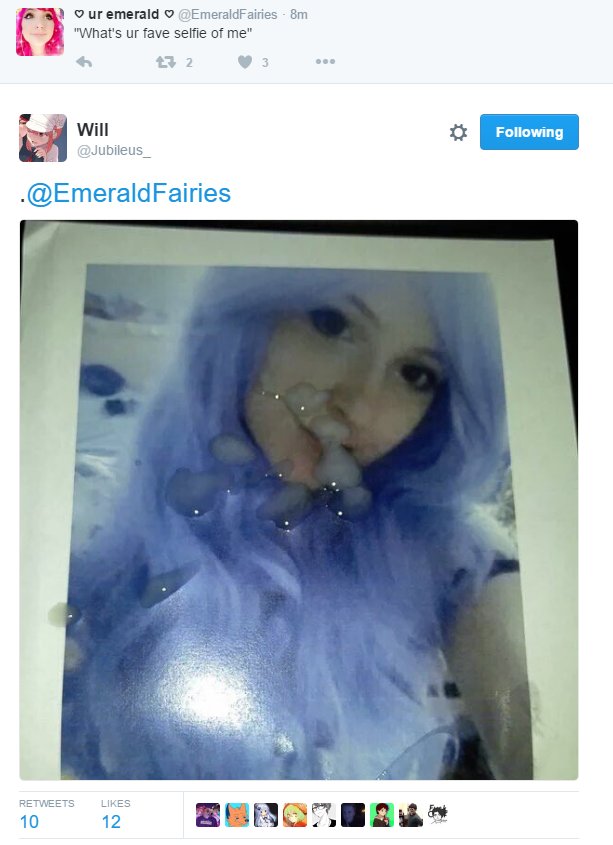 ♡ ur emerald ♡ @EmeraldFairies · 8m
"What's ur fave selfie of me"
2 3
Will
@Jubileus_
Following
.@EmeraldFairies
RETWEETS LIKES
10 12